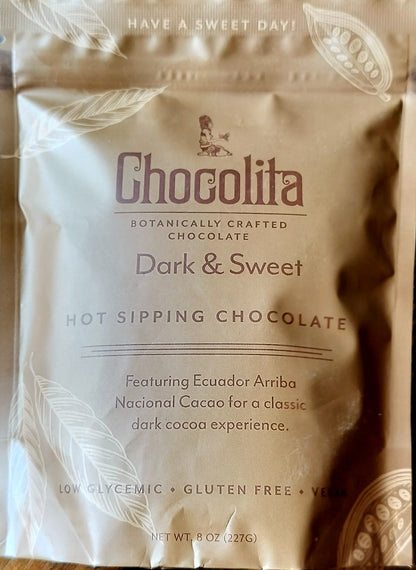 HAVE A SWEET DAY!
Chocolita
BOTANICALLY CRAFTED
CHOCOLATE
Dark & Sweet
HOT SIPPING CHOCOLATE
Featuring Ecuador Arriba
Nacional Cacao for a classic
dark cocoa experience.
LOW GLYCEMIC • GLUTEN FREE • VEGAN
NET WT. 8 OZ (227G)